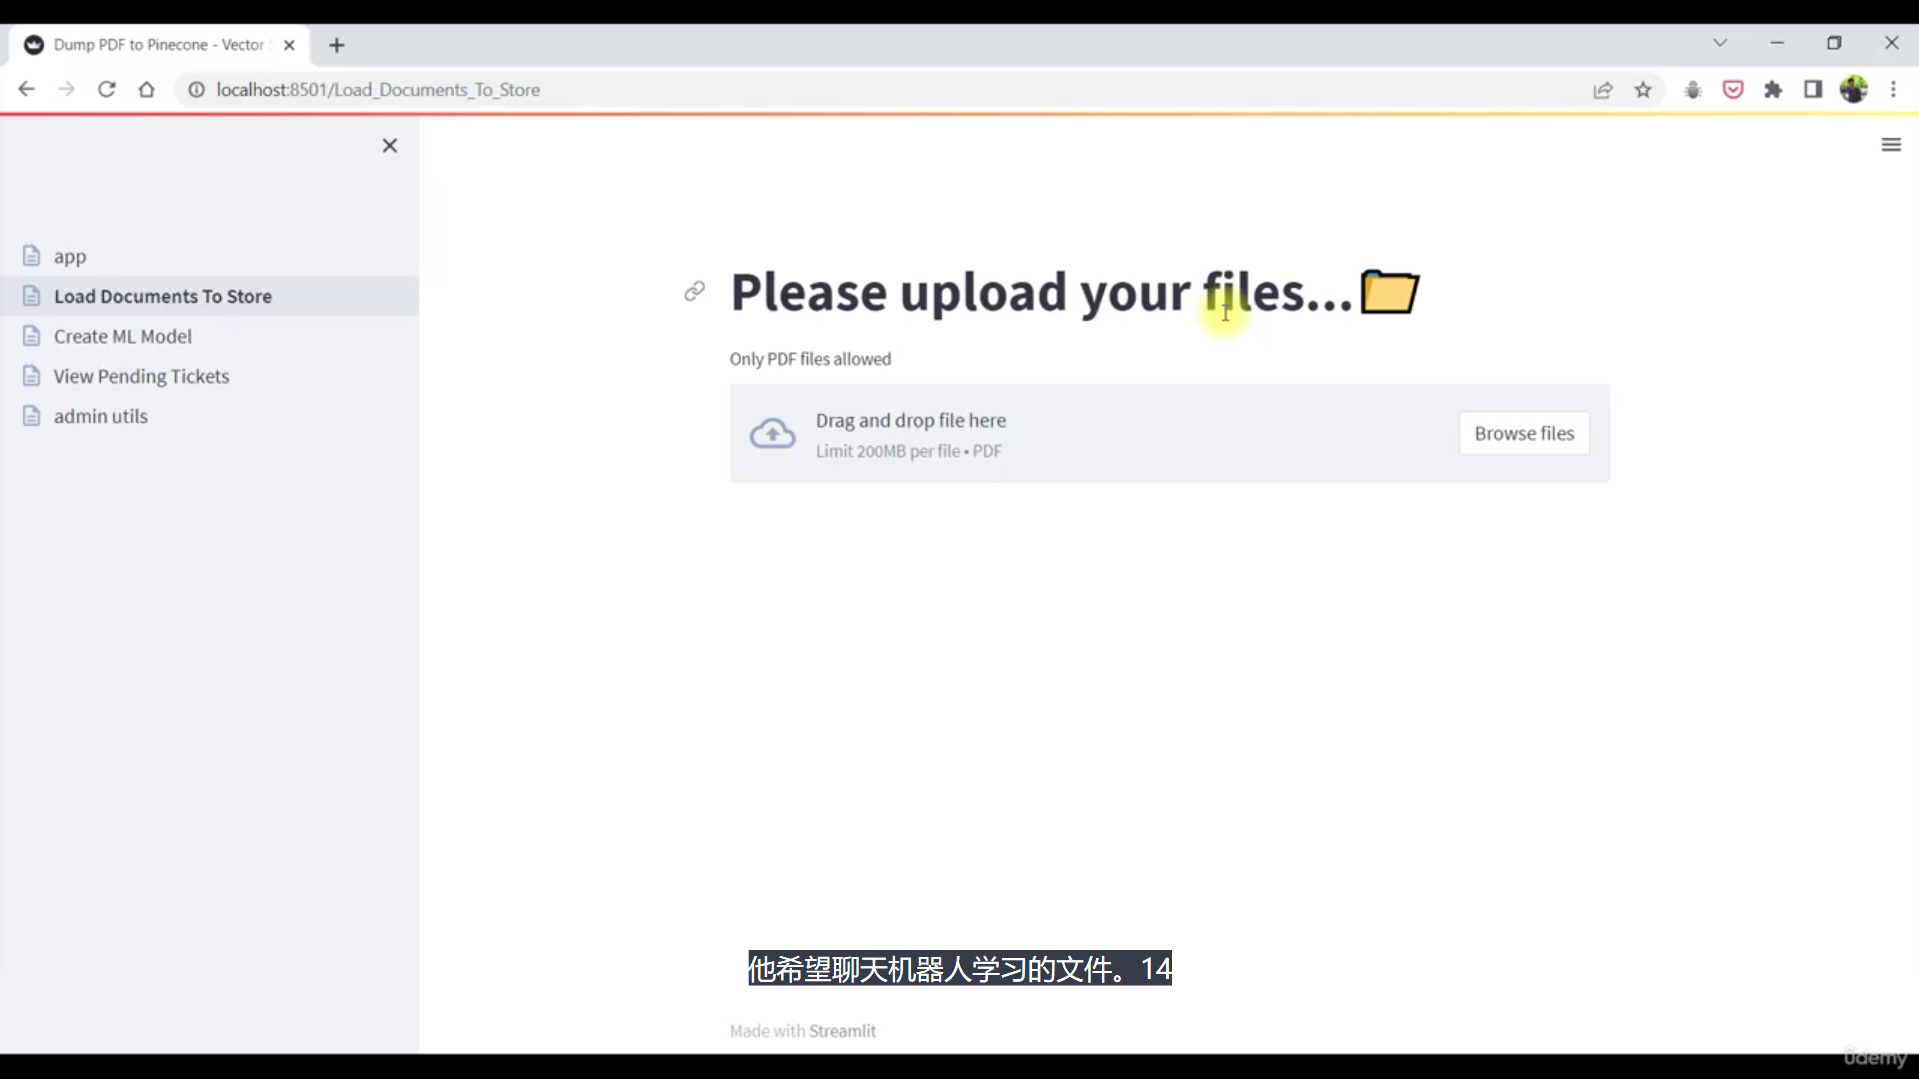 Dump PDF to Pinecone - Vector
localhost:8501/Load_Documents_To_Store
app
Load Documents To Store
Create ML Model
View Pending Tickets
admin utils
Please upload your files...
Only PDF files allowed
Drag and drop file here
Limit 200MB per file • PDF
Browse files
他希望聊天机器人学习的文件。14
Made with Streamlit
ûdemy